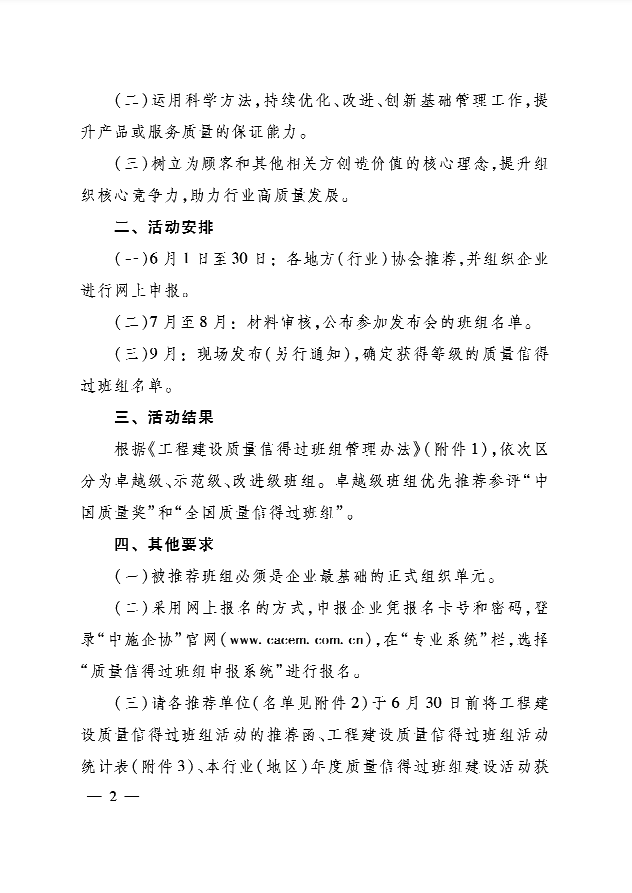 (二)运用科学方法,持续优化、改进、创新基础管理工作,提
升产品或服务质量的保证能力。
(三)树立为顾客和其他相关方创造价值的核心理念,提升组
织核心竞争力,助力行业高质量发展。
二、活动安排
(一)6 月 1 日至 30 日: 各地方(行业)协会推荐,并组织企业
进行网上申报。
(二)7 月至 8 月: 材料审核,公布参加发布会的班组名单。
(三)9 月: 现场发布(另行通知),确定获得等级的质量信得
过班组名单。
三、活动结果
根据《工程建设质量信得过班组管理办法》(附件 1),依次区
分为卓越级、示范级、改进级班组。卓越级班组优先推荐参评“中
国质量奖”和“全国质量信得过班组”。
四、其他要求
(一)被推荐班组必须是企业最基础的正式组织单元。
(二)采用网上报名的方式,申报企业凭报名卡号和密码,登
录“中施企协”官网(www. cacem. com. cn),在“专业系统”栏,选择
“质量信得过班组申报系统”进行报名。
(三)请各推荐单位(名单见附件 2)于 6 月 30 日前将工程建
设质量信得过班组活动的推荐函、工程建设质量信得过班组活动
统计表(附件 3)、本行业(地区)年度质量信得过班组建设活动获
— 2 —